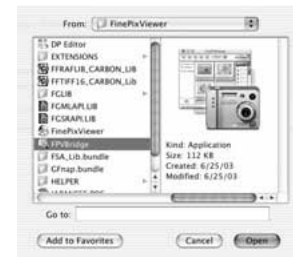 From: FinePixViewer
DP Editor
EXTENSIONS
FFRAFLIB_CARBON_LIB
FFTIFF16_CARBON_Lib
FGLIB
FGMLAPI.LIB
FGSRAPI.LIB
FinePixViewer
FPVBridge
FSA_Lib.bundle
GFnap.bundle
HELPER
Kind: Application
Size: 112 KB
Created: 6/25/03
Modified: 6/25/03
Go to:
Add to Favorites
Cancel
Open